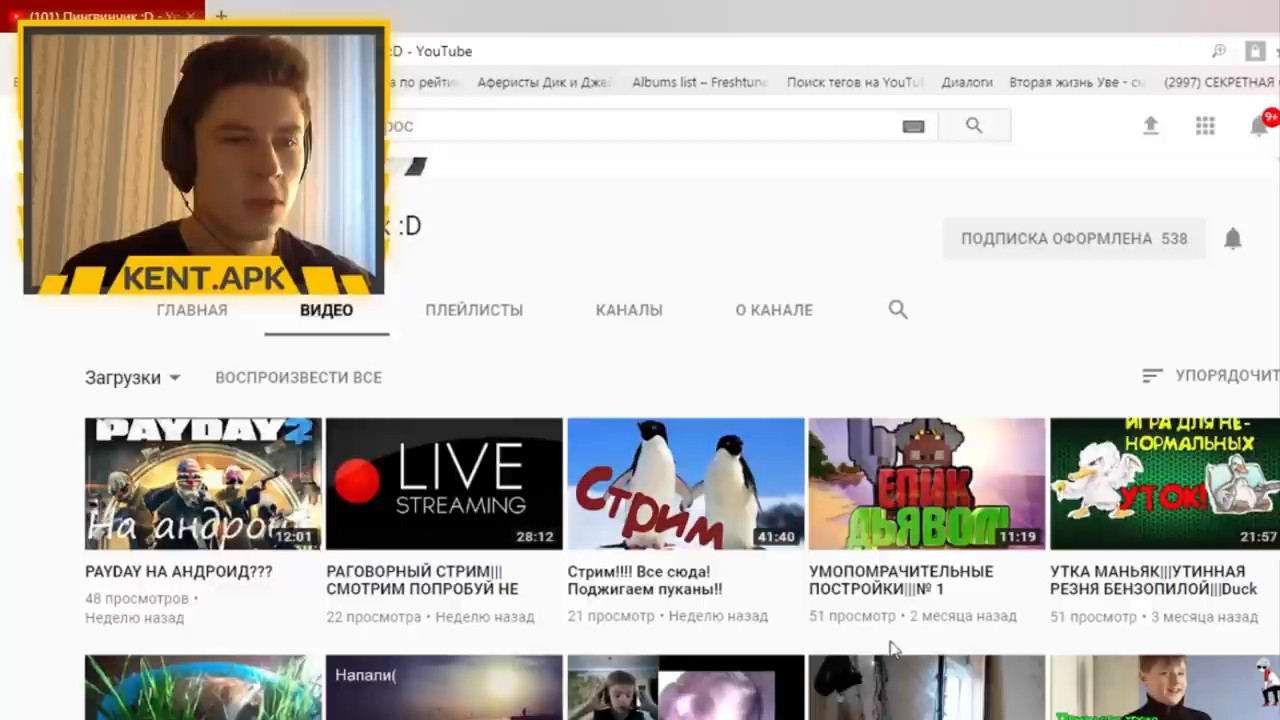 (101) Пингвинчик :D - Yo
:D - YouTube
а по рейти
Аферисты Дик и Дже
Albums list – Freshtun
Поиск тегов на YouTu
Диалоги
Вторая жизнь Уве - с
(2997) СЕКРЕТНАЯ
рос
9+
к :D
ПОДПИСКА ОФОРМЛЕНА 538
KENT.APK
ГЛАВНАЯ
ВИДЕО
ПЛЕЙЛИСТЫ
КАНАЛЫ
О КАНАЛЕ
Загрузки
ВОСПРОИЗВЕСТИ ВСЕ
УПОРЯДОЧИТ
PAYDAY 2
На андрои
12:01
LIVE
STREAMING
28:12
Стрим
41:40
ЕПИК
ДЬЯВОЛ!
11:19
ИГРА ДЛЯ НЕ-
НОРМАЛЬНЫХ
УТОК!
21:57
PAYDAY НА АНДРОИД???
48 просмотров •
Неделю назад
РАГОВОРНЫЙ СТРИМ|||
СМОТРИМ ПОПРОБУЙ НЕ
22 просмотра • Неделю назад
Стрим!!!! Все сюда!
Поджигаем пуканы!!
21 просмотр • Неделю назад
УМОПОМРАЧИТЕЛЬНЫЕ
ПОСТРОЙКИ|||№ 1
51 просмотр • 2 месяца назад
УТКА МАНЬЯК|||УТИННАЯ
РЕЗНЯ БЕНЗОПИЛОЙ|||Duck
51 просмотр • 3 месяца назад
Напали(